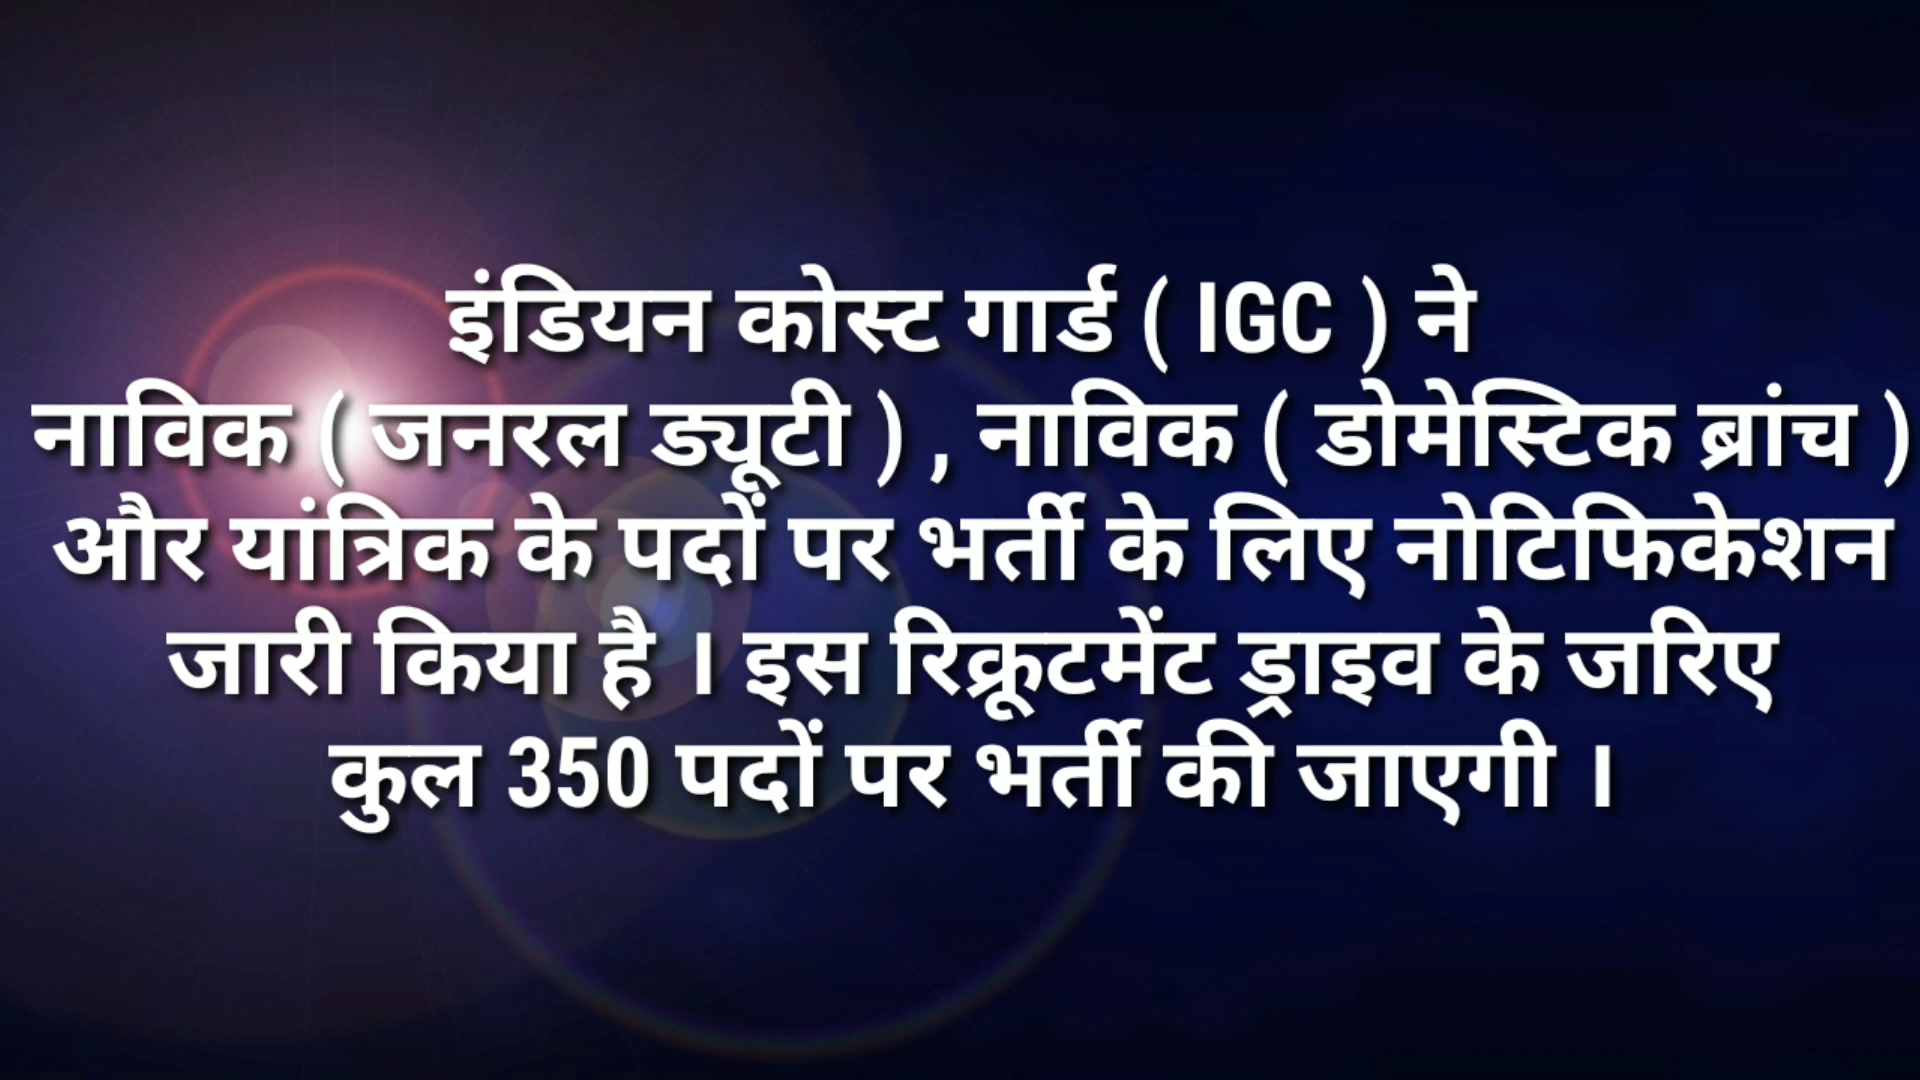 इंडियन कोस्ट गार्ड ( IGC ) ने
नाविक ( जनरल ड्यूटी ) , नाविक ( डोमेस्टिक ब्रांच )
और यांत्रिक के पदों पर भर्ती के लिए नोटिफिकेशन
जारी किया है । इस रिक्रूटमेंट ड्राइव के जरिए
कुल 350 पदों पर भर्ती की जाएगी ।